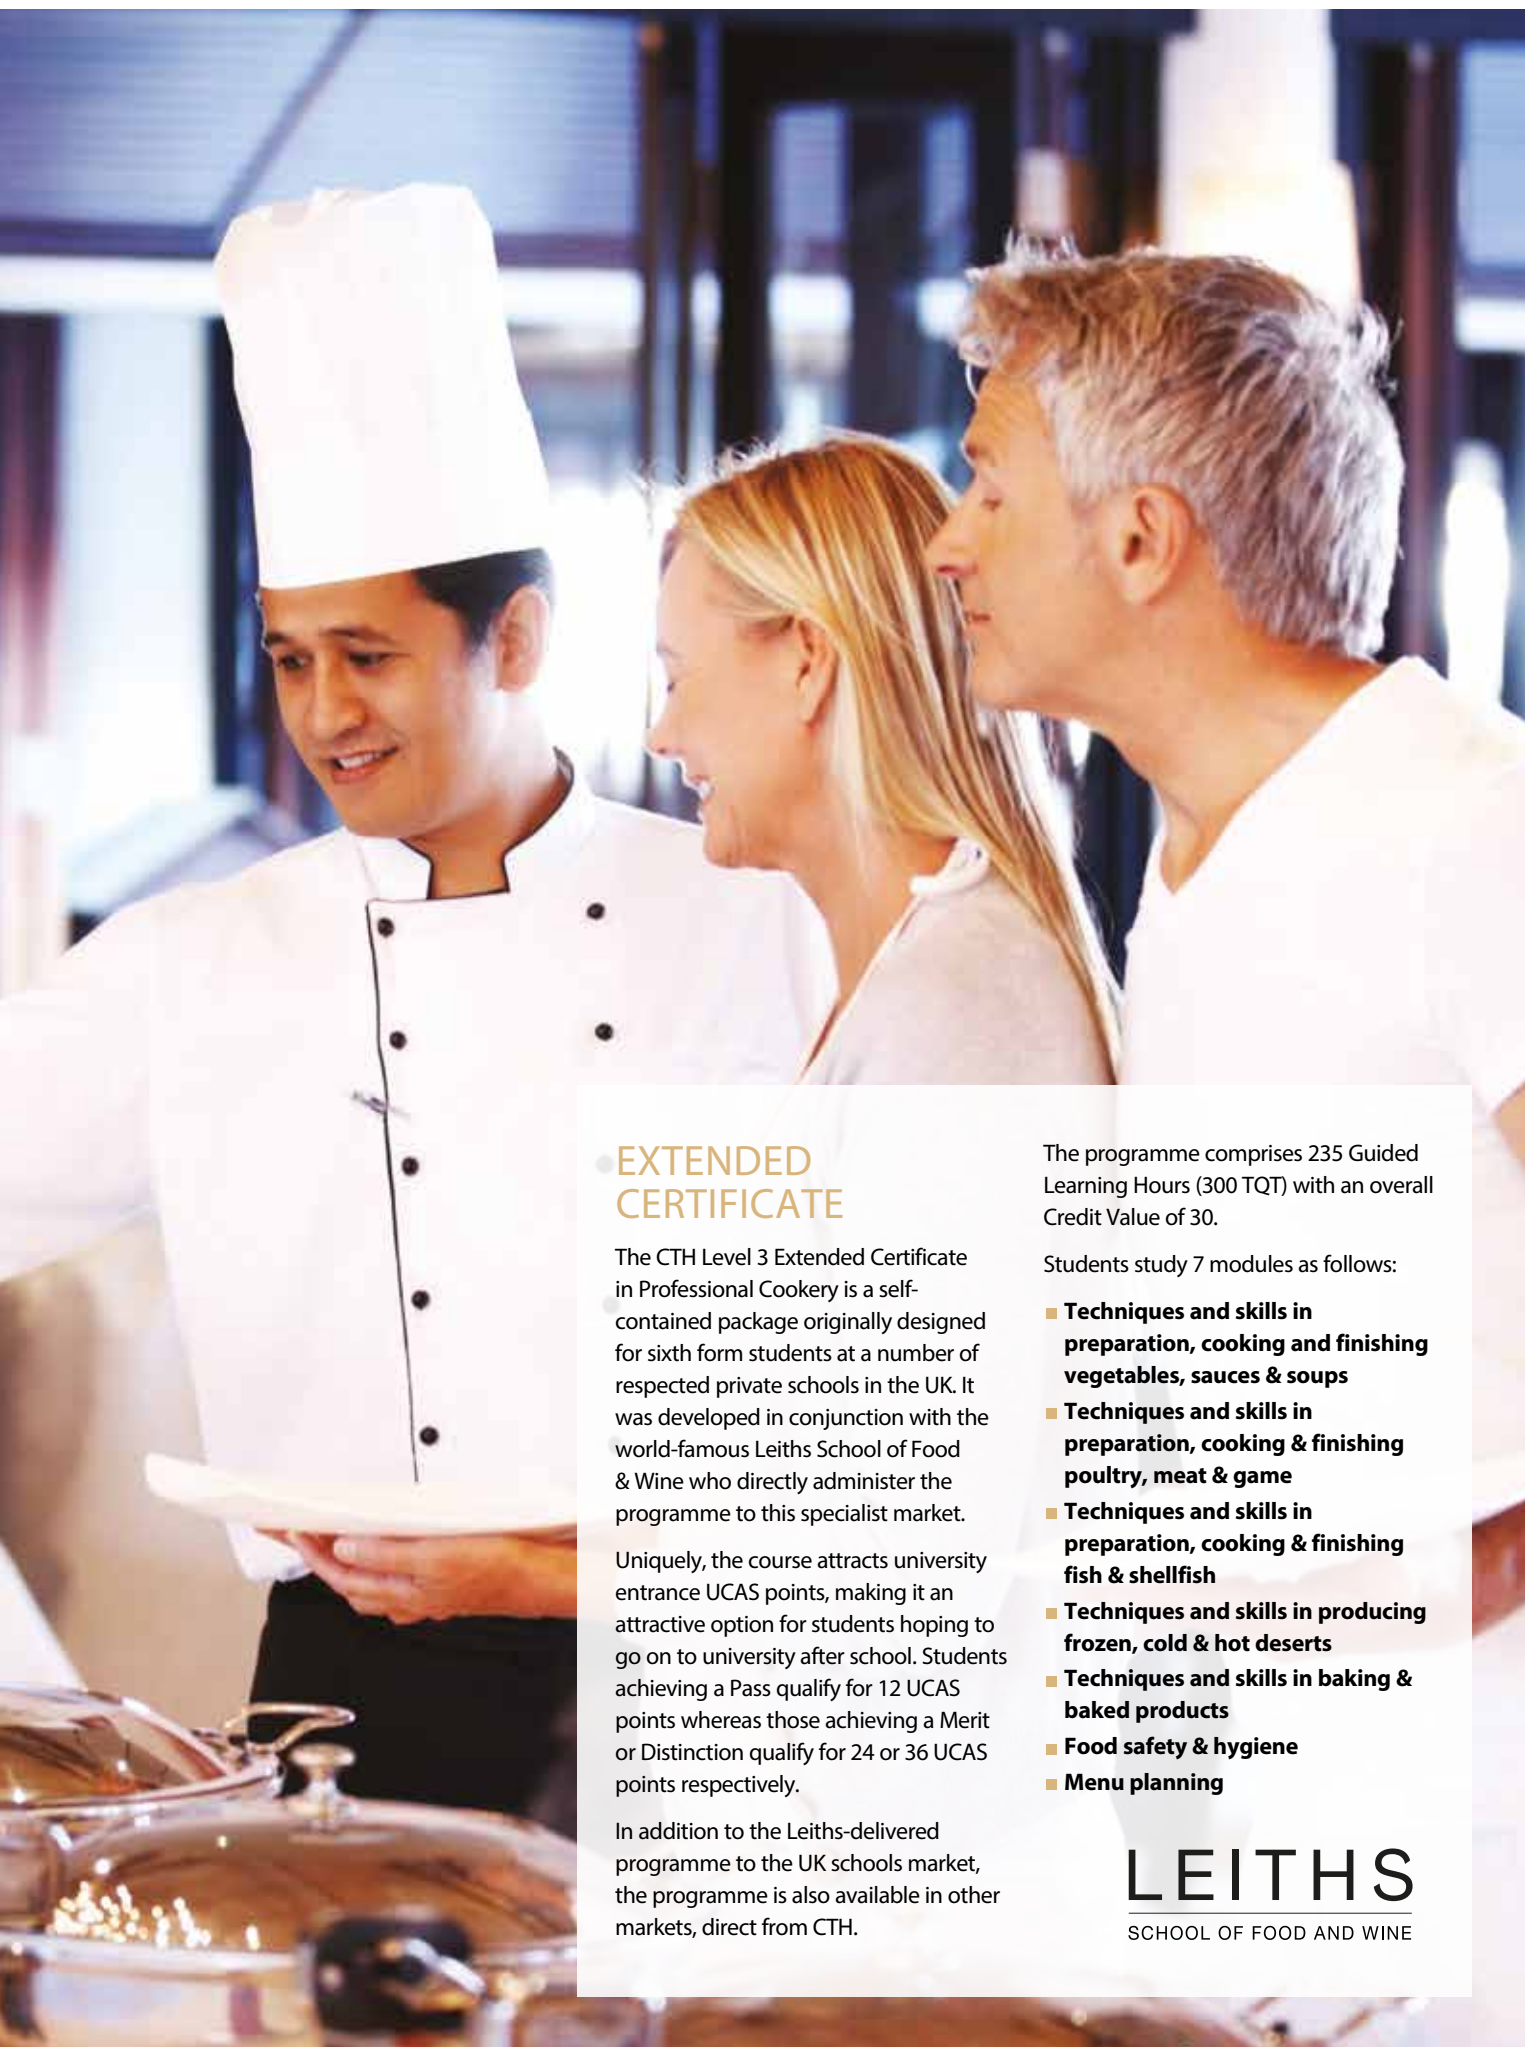 EXTENDED
CERTIFICATE
The CTH Level 3 Extended Certificate
in Professional Cookery is a self-
contained package originally designed
for sixth form students at a number of
respected private schools in the UK. It
was developed in conjunction with the
world-famous Leiths School of Food
& Wine who directly administer the
programme to this specialist market.
Uniquely, the course attracts university
entrance UCAS points, making it an
attractive option for students hoping to
go on to university after school. Students
achieving a Pass qualify for 12 UCAS
points whereas those achieving a Merit
or Distinction qualify for 24 or 36 UCAS
points respectively.
In addition to the Leiths-delivered
programme to the UK schools market,
the programme is also available in other
markets, direct from CTH.
The programme comprises 235 Guided
Learning Hours (300 TQT) with an overall
Credit Value of 30.
Students study 7 modules as follows:
Techniques and skills in
preparation, cooking and finishing
vegetables, sauces & soups
Techniques and skills in
preparation, cooking & finishing
poultry, meat & game
Techniques and skills in
preparation, cooking & finishing
fish & shellfish
Techniques and skills in producing
frozen, cold & hot deserts
Techniques and skills in baking &
baked products
Food safety & hygiene
Menu planning
LEITHS
SCHOOL OF FOOD AND WINE